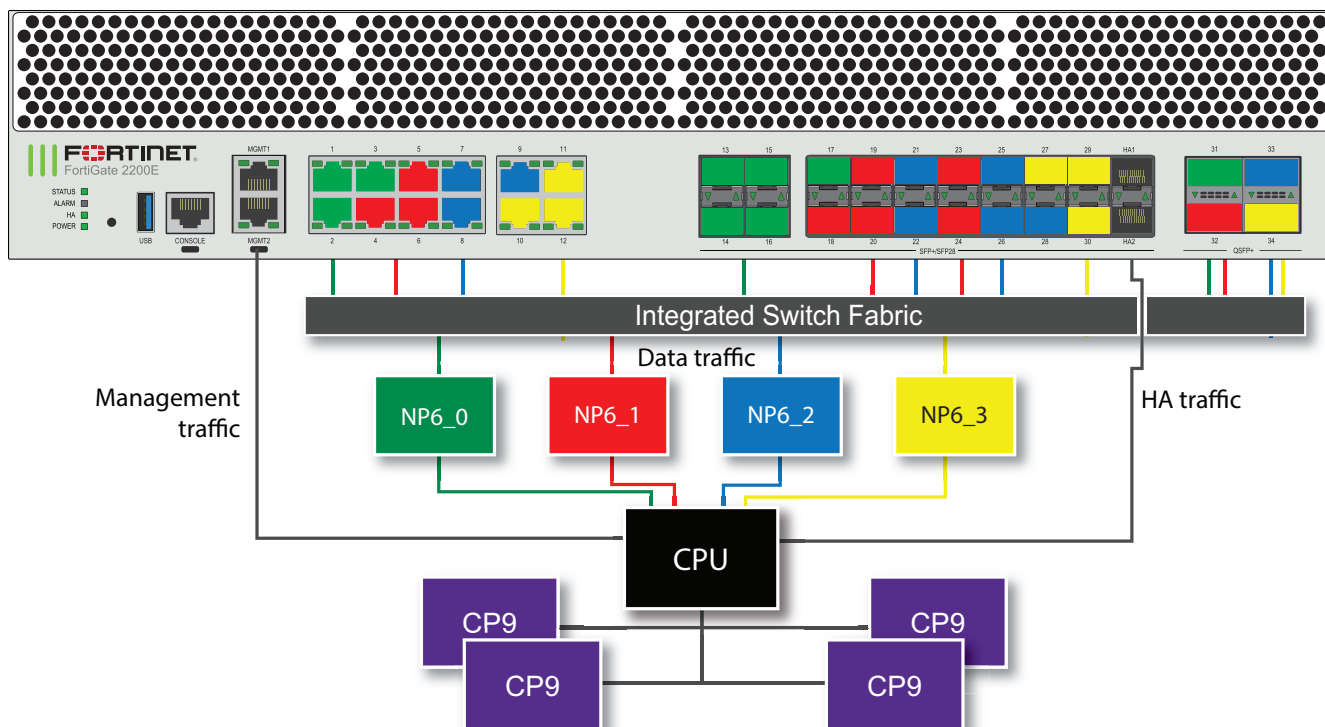 MGMT1 1 3 5 7 9 11 13 15 17 19 21 23 25 27 29 HA1 31 33
FORTINET®
FortiGate 2200E
STATUS
ALARM
HA
POWER
USB CONSOLE MGMT2 2 4 6 8 10 12 14 16 18 20 22 24 26 28 30 HA2 32 34
SFP+/SFP28 QSFP+
Integrated Switch Fabric
Data traffic
Management
traffic
HA traffic
NP6_0 NP6_1 NP6_2 NP6_3
CPU
CP9 CP9
CP9 CP9